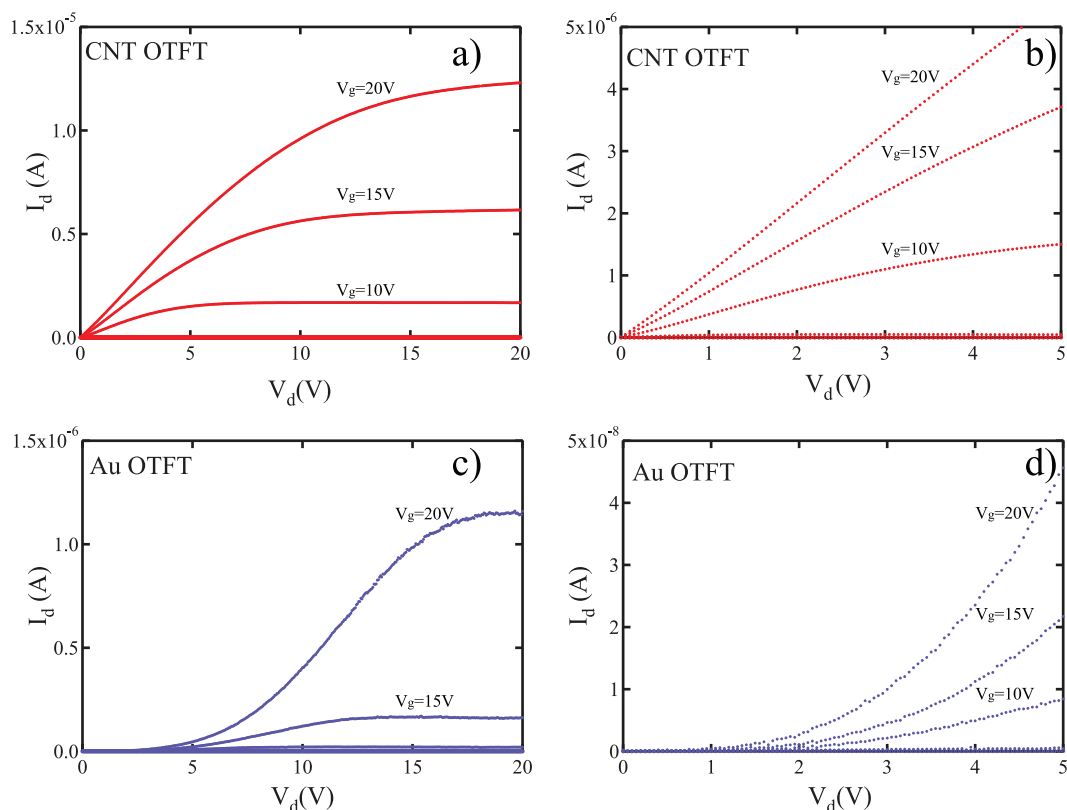 1.5x10-5
CNT OTFT
a)
Vg=20V
1.0
Id (A)
Vg=15V
0.5
Vg=10V
0.0
0 5 10 15 20
Vd(V)
5x10-6
CNT OTFT
b)
Vg=20V
4
Vg=15V
3
Id (A)
2
Vg=10V
1
0
0 1 2 3 4 5
Vd(V)
1.5x10-6
Au OTFT
c)
Vg=20V
1.0
Id (A)
0.5
Vg=15V
0.0
0 5 10 15 20
Vd(V)
5x10-8
Au OTFT
d)
Vg=20V
4
3
Id (A)
Vg=15V
2
Vg=10V
1
0
0 1 2 3 4 5
Vd(V)